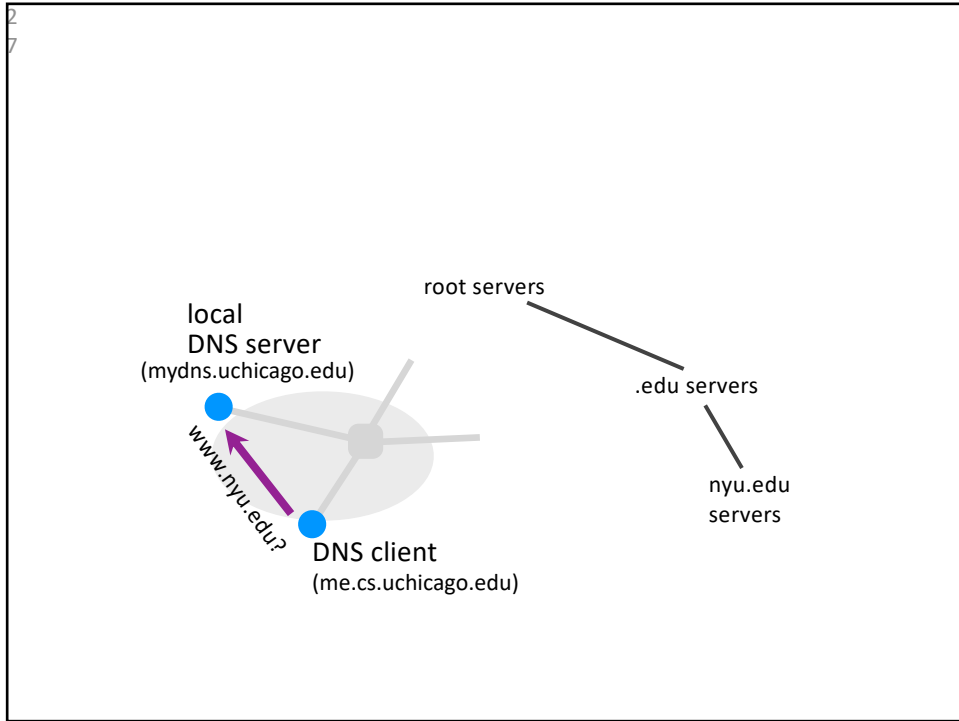 2
7
root servers
local
DNS server
(mydns.uchicago.edu)
.edu servers
www.nyu.edu?
nyu.edu
servers
DNS client
(me.cs.uchicago.edu)